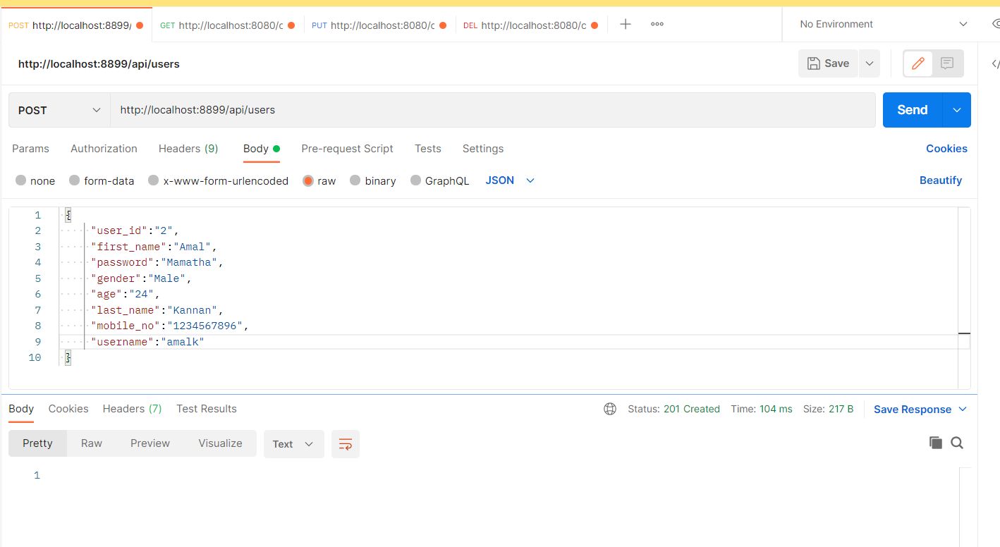 POST http://localhost:8899/ GET http://localhost:8080/c PUT http://localhost:8080/c DEL http://localhost:8080/c No Environment
http://localhost:8899/api/users Save
POST http://localhost:8899/api/users Send
Params Authorization Headers (9) Body Pre-request Script Tests Settings Cookies
none form-data x-www-form-urlencoded raw binary GraphQL JSON Beautify
1 {
2 "user_id":"2",
3 "first_name":"Amal",
4 "password":"Mamatha",
5 "gender":"Male",
6 "age":"24",
7 "last_name":"Kannan",
8 "mobile_no":"1234567896",
9 "username":"amalk"
10 }
Body Cookies Headers (7) Test Results Status: 201 Created Time: 104 ms Size: 217 B Save Response
Pretty Raw Preview Visualize Text
1